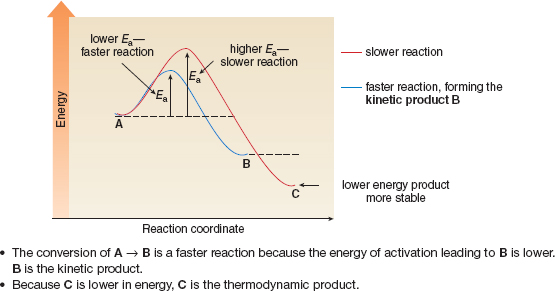 lower Ea—
faster reaction
higher Ea—
slower reaction
Ea
Ea
A
B
C
Energy
Reaction coordinate
slower reaction
faster reaction, forming the
kinetic product B
lower energy product
more stable
• The conversion of A → B is a faster reaction because the energy of activation leading to B is lower.
B is the kinetic product.
• Because C is lower in energy, C is the thermodynamic product.